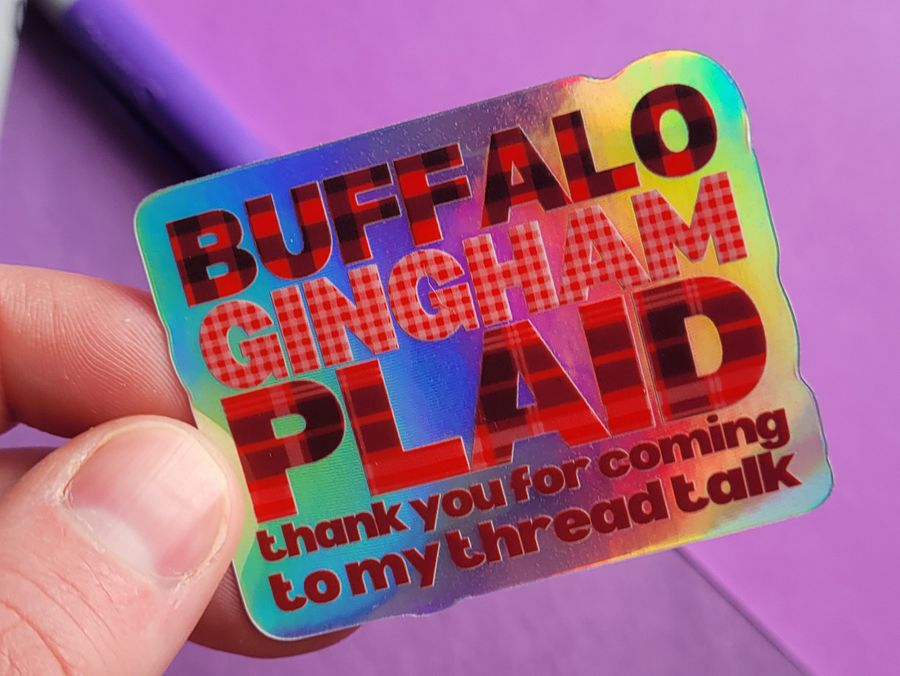 BUFFALO
GINGHAM
PLAID
thank you for coming
to my thread talk